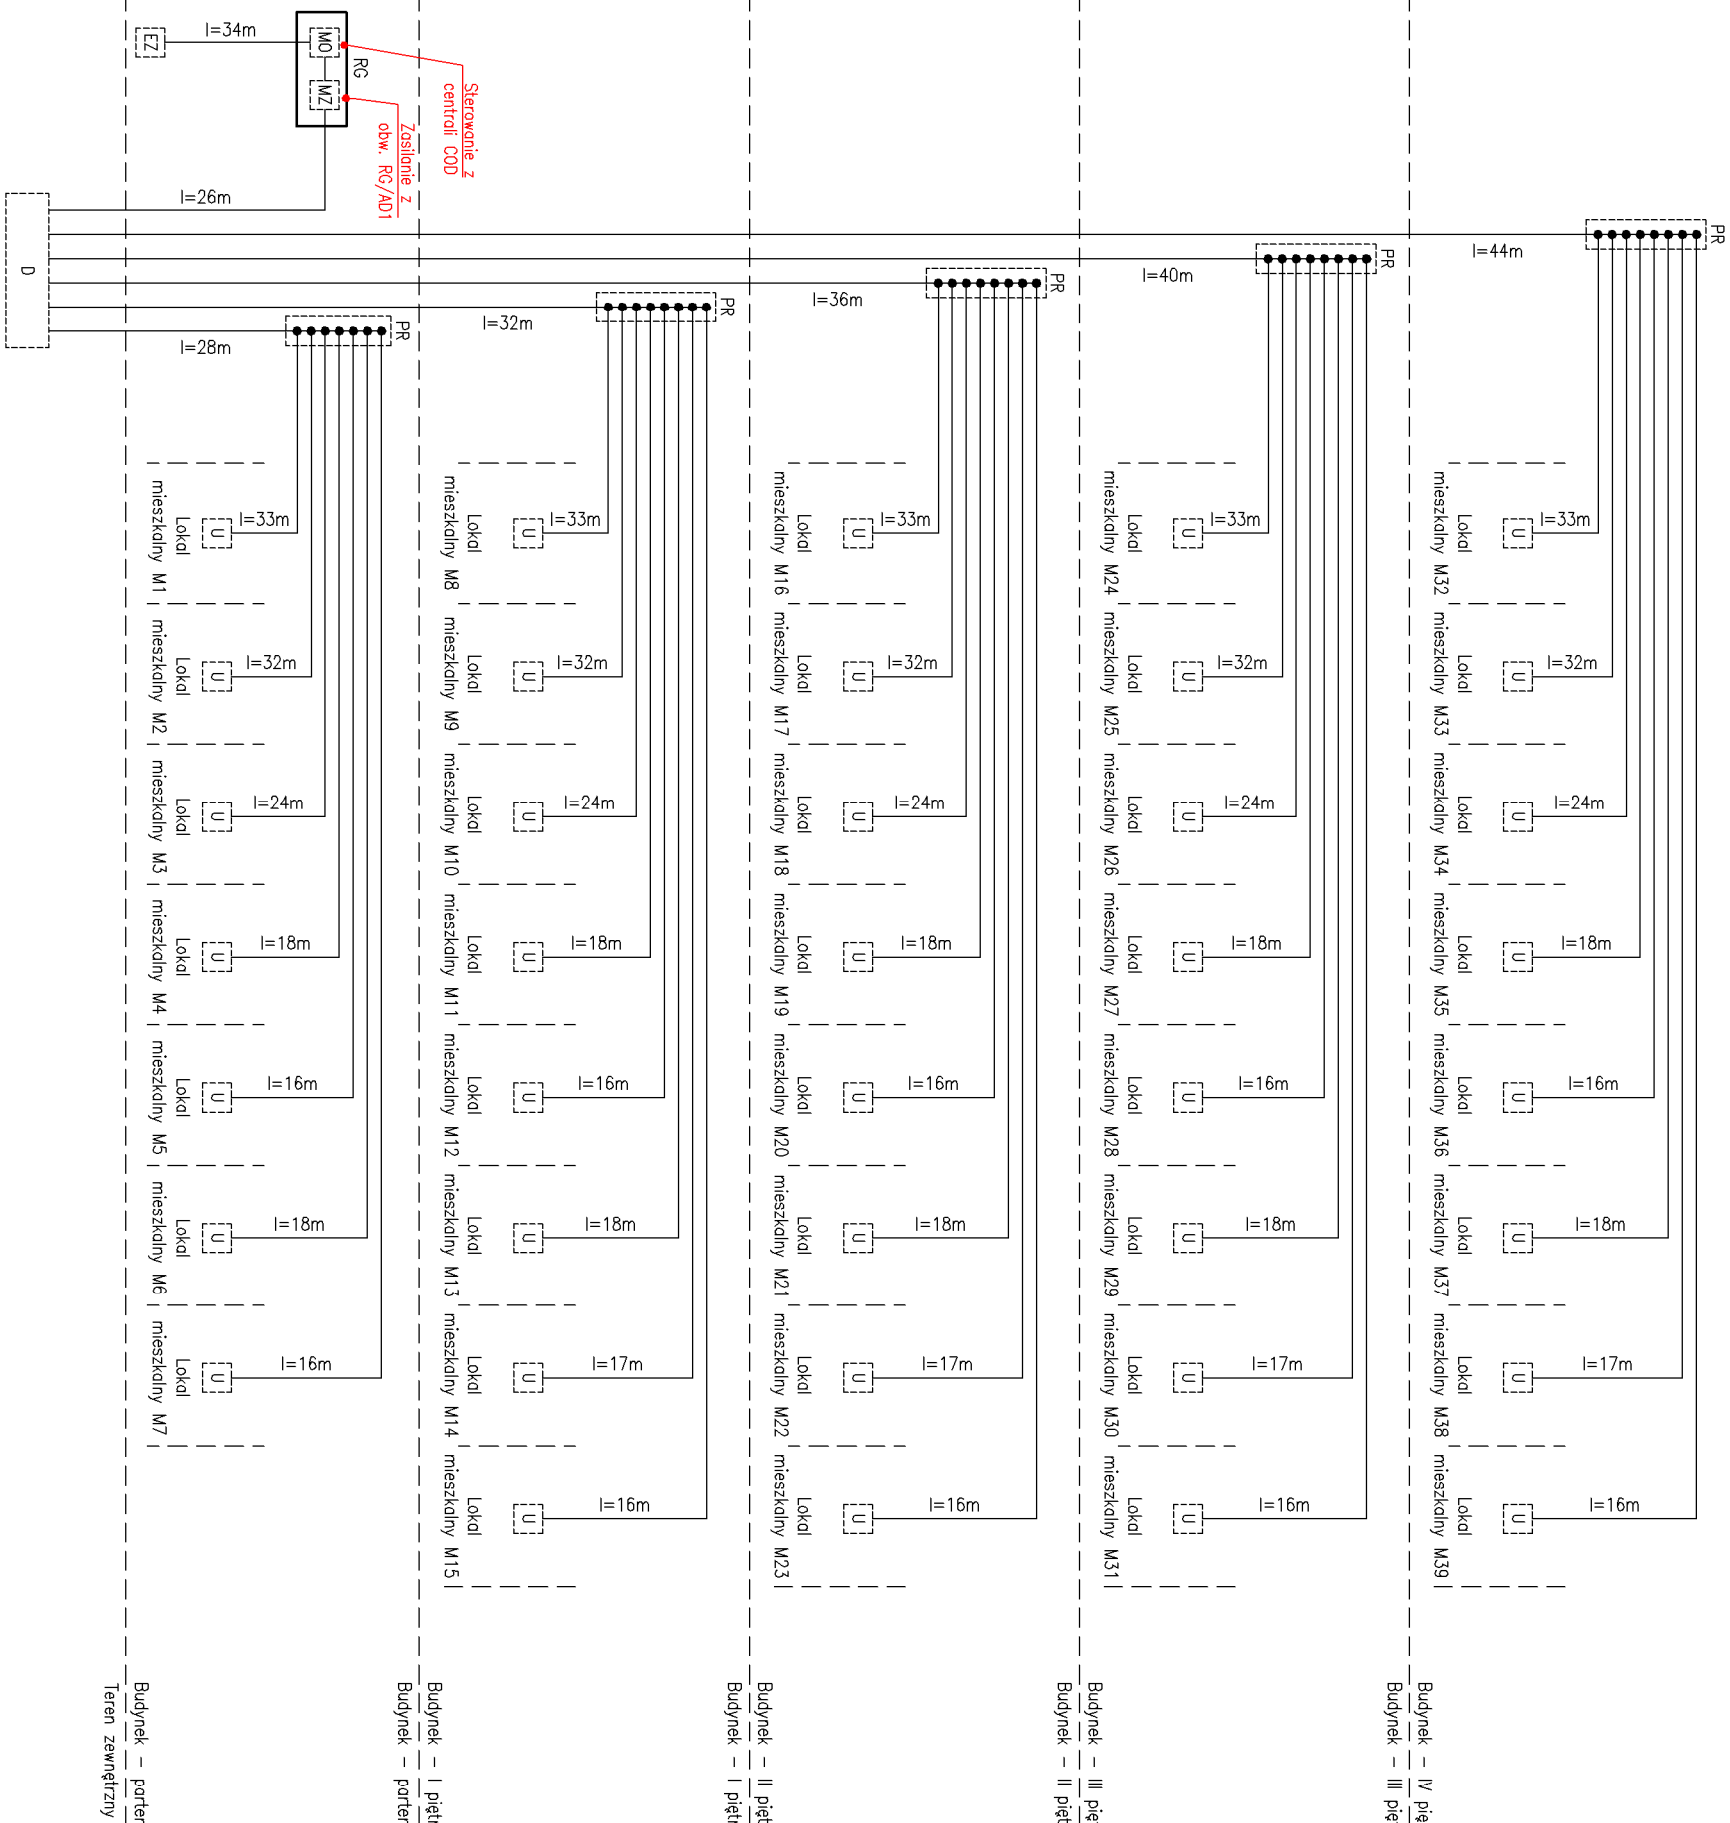 PR
l=44m
l=33m
l=32m
l=24m
l=18m
l=16m
l=18m
l=17m
l=16m
U
U
U
U
U
U
U
U
Lokal
mieszkalny M32
Lokal
mieszkalny M33
Lokal
mieszkalny M34
Lokal
mieszkalny M35
Lokal
mieszkalny M36
Lokal
mieszkalny M37
Lokal
mieszkalny M38
Lokal
mieszkalny M39
Budynek - IV pię
Budynek - III pię
PR
l=40m
l=33m
l=32m
l=24m
l=18m
l=16m
l=18m
l=17m
l=16m
U
U
U
U
U
U
U
U
Lokal
mieszkalny M24
Lokal
mieszkalny M25
Lokal
mieszkalny M26
Lokal
mieszkalny M27
Lokal
mieszkalny M28
Lokal
mieszkalny M29
Lokal
mieszkalny M30
Lokal
mieszkalny M31
Budynek - III pię
Budynek - II pięt
PR
l=36m
l=33m
l=32m
l=24m
l=18m
l=16m
l=18m
l=17m
l=16m
U
U
U
U
U
U
U
U
Lokal
mieszkalny M16
Lokal
mieszkalny M17
Lokal
mieszkalny M18
Lokal
mieszkalny M19
Lokal
mieszkalny M20
Lokal
mieszkalny M21
Lokal
mieszkalny M22
Lokal
mieszkalny M23
Budynek - II pięt
Budynek - I piętr
PR
l=32m
l=33m
l=32m
l=24m
l=18m
l=16m
l=18m
l=17m
l=16m
U
U
U
U
U
U
U
U
Lokal
mieszkalny M8
Lokal
mieszkalny M9
Lokal
mieszkalny M10
Lokal
mieszkalny M11
Lokal
mieszkalny M12
Lokal
mieszkalny M13
Lokal
mieszkalny M14
Lokal
mieszkalny M15
Budynek - I piętr
Budynek - parter
Sterowanie z
centrali COD
Zasilanie z
obw. RG/AD1
RG
MO
MZ
l=34m
EZ
l=26m
PR
l=28m
l=33m
l=32m
l=24m
l=18m
l=16m
l=18m
l=16m
U
U
U
U
U
U
U
Lokal
mieszkalny M1
Lokal
mieszkalny M2
Lokal
mieszkalny M3
Lokal
mieszkalny M4
Lokal
mieszkalny M5
Lokal
mieszkalny M6
Lokal
mieszkalny M7
Budynek - parter
Teren zewnętrzny
D